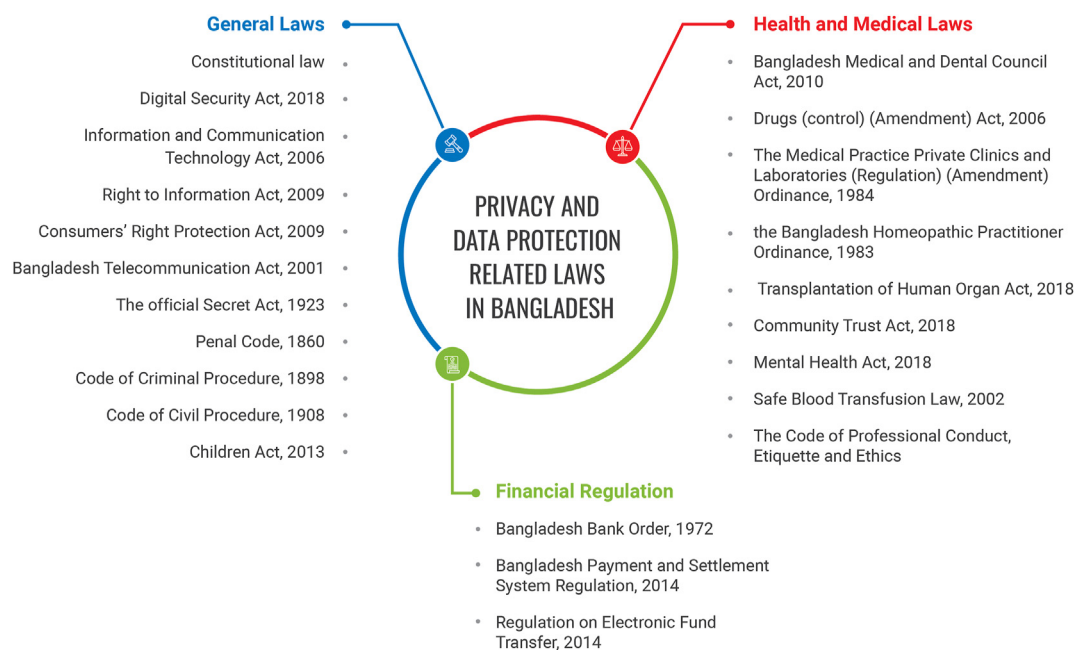 General Laws
Constitutional law
Digital Security Act, 2018
Information and Communication
Technology Act, 2006
Right to Information Act, 2009
Consumers’ Right Protection Act, 2009
Bangladesh Telecommunication Act, 2001
The official Secret Act, 1923
Penal Code, 1860
Code of Criminal Procedure, 1898
Code of Civil Procedure, 1908
Children Act, 2013
PRIVACY AND
DATA PROTECTION
RELATED LAWS
IN BANGLADESH
Health and Medical Laws
Bangladesh Medical and Dental Council
Act, 2010
Drugs (control) (Amendment) Act, 2006
The Medical Practice Private Clinics and
Laboratories (Regulation) (Amendment)
Ordinance, 1984
the Bangladesh Homeopathic Practitioner
Ordinance, 1983
Transplantation of Human Organ Act, 2018
Community Trust Act, 2018
Mental Health Act, 2018
Safe Blood Transfusion Law, 2002
The Code of Professional Conduct,
Etiquette and Ethics
Financial Regulation
Bangladesh Bank Order, 1972
Bangladesh Payment and Settlement
System Regulation, 2014
Regulation on Electronic Fund
Transfer, 2014